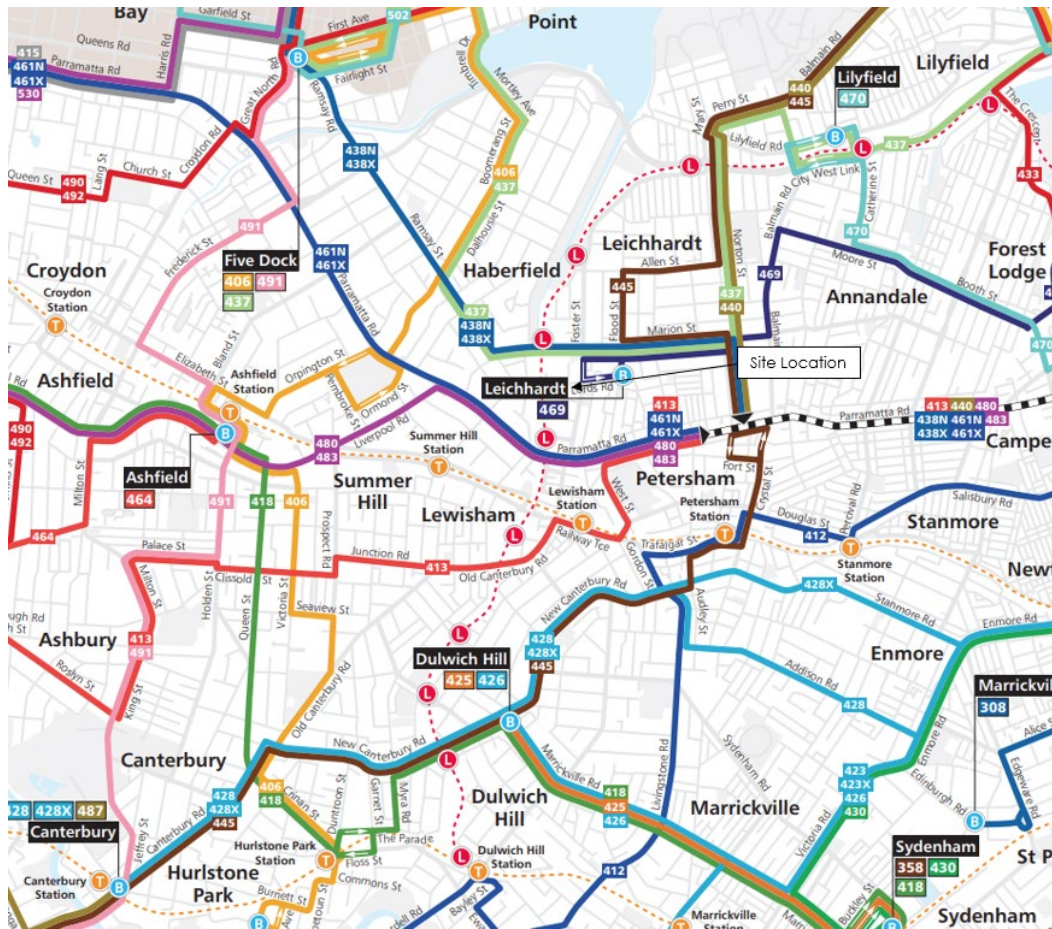 Bay
Garfield St
502
First Ave
Fairlight St
Point
Queens Rd
Harris Rd
415
461N
461X
530
Parramatta Rd
B
Great North
Rd
Ramsay Rd
Timbrell Dr
Mortley Ave
Balmain Rd
440
445
Lilyfield
470
Lilyfield
Perry St
Mary St
Lilyfield Rd
B
L
437
L
The Crescent
433
438N
438X
Boomerang St
406
437
Dalhousie St
Croydon Rd
Church St
Lang St
Queen St
490
492
L
City West Link
Catherine St
Balmain Rd
470
491
Frederick St
461N
461X
Ramsay St
L
Leichhardt
Allen St
Norton St
Moore St
469
Forest
Lodge
Booth St
Annandale
470
Croydon
Croydon
Station
T
Five Dock
406
491
437
Haberfield
Parramatta Rd
L
445
437
440
437
438N
438X
Foster St
Flood St
Marion St
Balmain
L
Site Location
Bland St
Elizabeth St
Ashfield
Ashfield
Station
T
Orpington St
Pembroke St
Ormond St
Leichhardt
469
Lords Rd
B
413
461N
461X
480
483
Parramatta Rd
413
440
480
438N
461N
483
438X
461X
Campe
490
492
B
Liverpool Rd
480
483
Summer Hill
Station
T
L
Parramatta Rd
Fort St
Crystal St
Petersham
Milton St
Ashfield
464
491
418
406
Summer
Hill
Lewisham
Lewisham
Station
T
West St
Petersham
Station
T
Douglas St
Percival Rd
Salisbury Rd
Stanmore
464
Palace St
Prospect Rd
Junction Rd
413
L
Railway Tce
Old Canterbury Rd
Trafalgar St
Gordon St
412
T
Stanmore
Station
Milton St
Holden St
Clissold St
Queen St
Victoria St
Seaview St
New Canterbury Rd
Audley St
428X
Stanmore Rd
Enmore Rd
Ashbury
413
491
Roslyn St
King St
L
428
428X
445
Dulwich Hill
425
426
L
Addison Rd
428
Enmore
Marrickvil
308
Old Canterbury Rd
B
Alice S
Canterbury
New Canterbury Rd
L
Marrickville Rd
Livingstone Rd
Sydenham Rd
Enmore Rd
Edinburgh Rd
Edgeware Rd
428
428X
487
Canterbury
428
428X
445
Canterbury Rd
Jeffrey St
406
418
Crinan St
Duntroon St
Garnet St
Myra Rd
Dulwich
Hill
418
425
426
Marrickville
423
423X
426
430
Victoria Rd
B
The Parade
Hurlstone Park
Station
T
Floss St
L
T
Dulwich Hill
Station
412
Sydenham
358
430
418
St P
Canterbury
Station
T
B
Hurlstone
Park
Burnett St
Commons St
B
Bayley St
T
Marrickville
Station
Buckley St
B
Sydenham